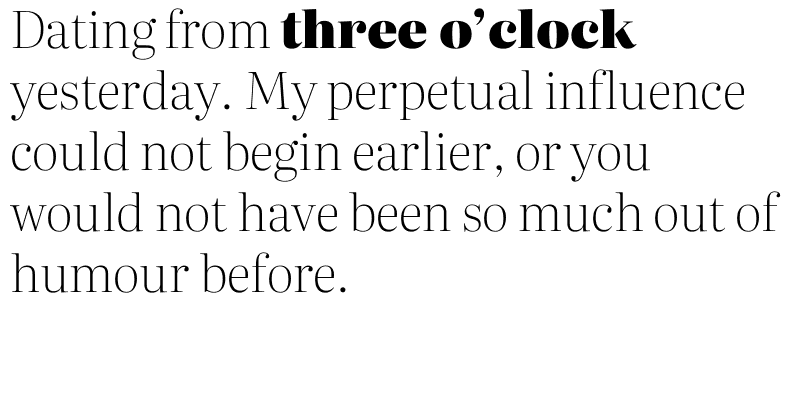 Dating from three o’clock
yesterday. My perpetual influence
could not begin earlier, or you
would not have been so much out of
humour before.